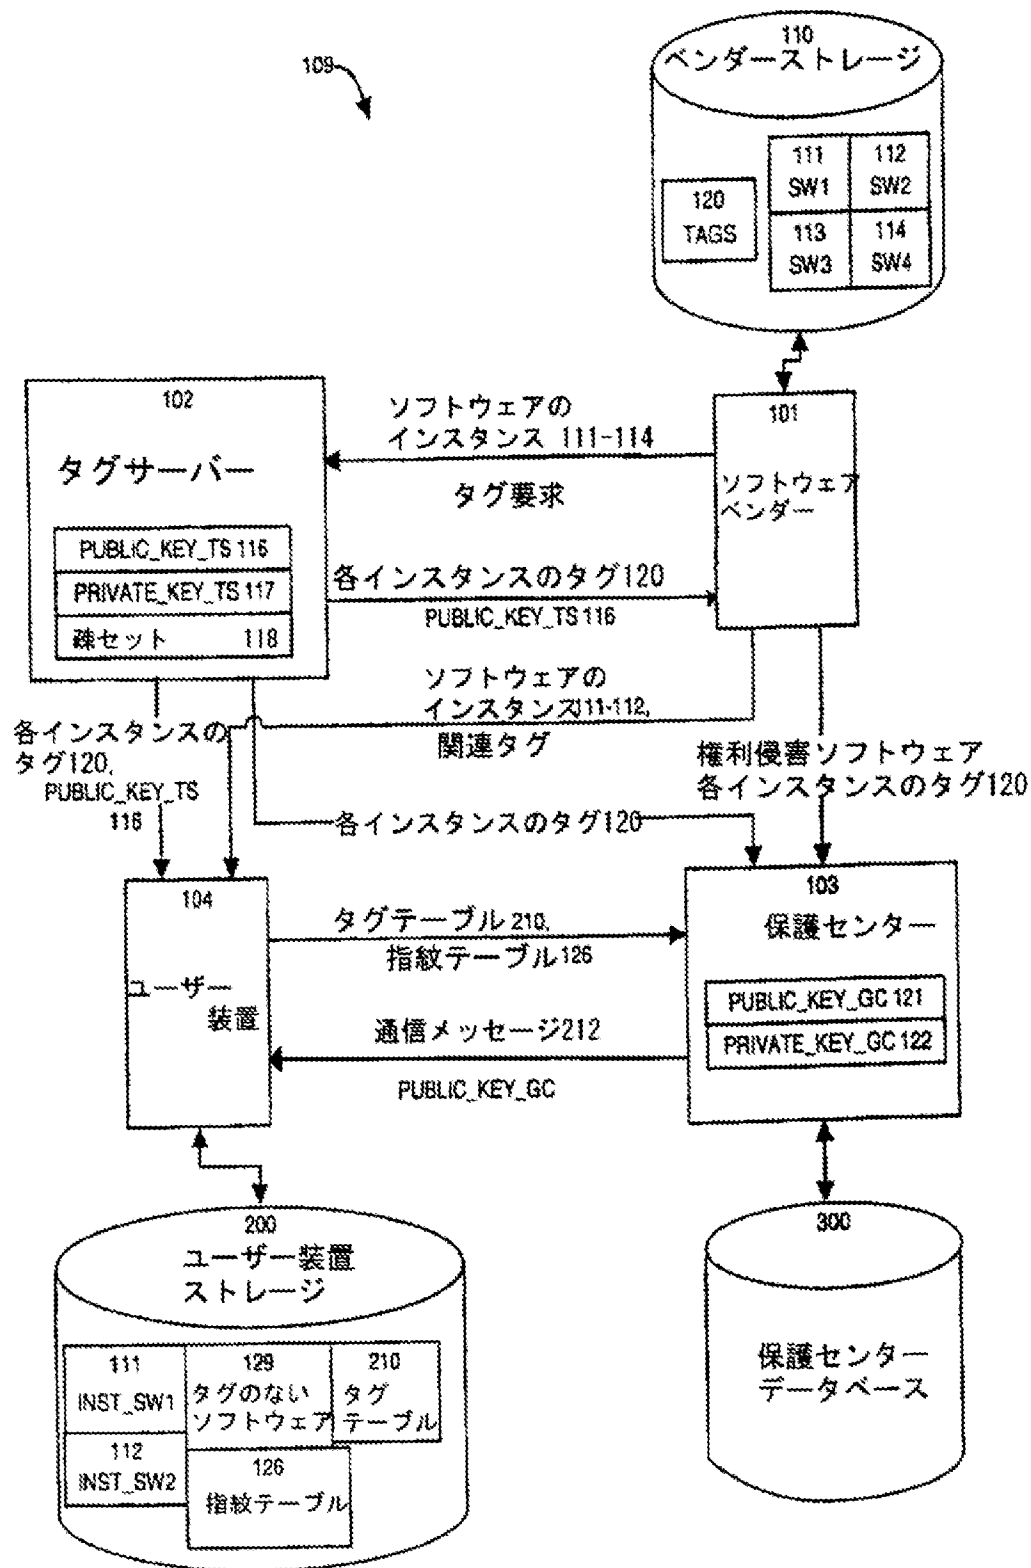 109
110
ベンダーストレージ
111
SW1
112
SW2
120
TAGS
113
SW3
114
SW4
102
タグサーバー
PUBLIC_KEY_TS 116
PRIVATE_KEY_TS 117
疎セット 118
ソフトウェアの
インスタンス 111-114
タグ要求
101
ソフトウェア
ベンダー
各インスタンスのタグ120
PUBLIC_KEY_TS 116
ソフトウェアの
インスタンス111-112,
関連タグ
各インスタンスの
タグ120,
PUBLIC_KEY_TS
116
権利侵害ソフトウェア
各インスタンスのタグ120
各インスタンスのタグ120
104
ユーザー
装置
タグテーブル 210,
指紋テーブル126
通信メッセージ212
PUBLIC_KEY_GC
103
保護センター
PUBLIC_KEY_GC 121
PRIVATE_KEY_GC 122
200
ユーザー装置
ストレージ
111
INST_SW1
129
タグのない
ソフトウェア
210
タグ
テーブル
112
INST_SW2
126
指紋テーブル
300
保護センター
データベース